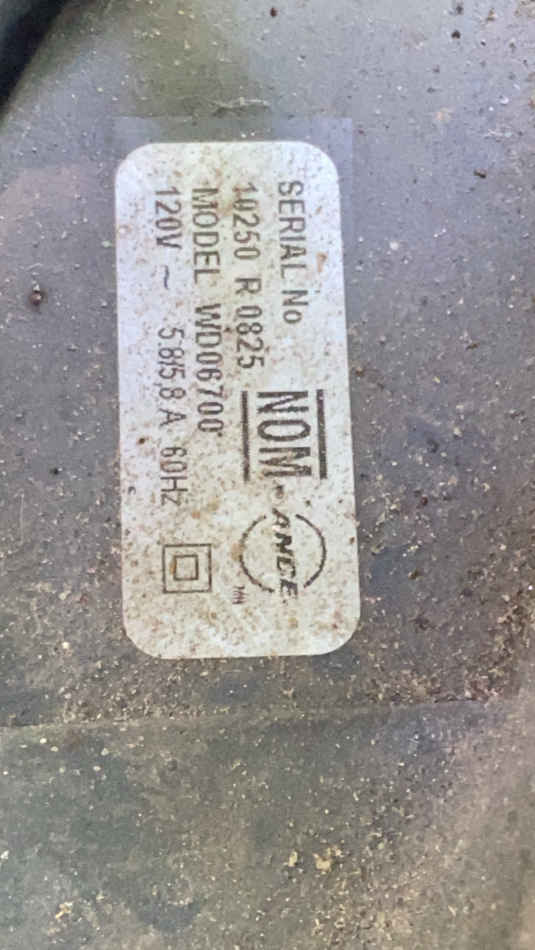 SERIAL No
10250 R 0825
MODEL WD06700
120V ~ 5.8/5.8 A 60Hz
NOM-ANCE